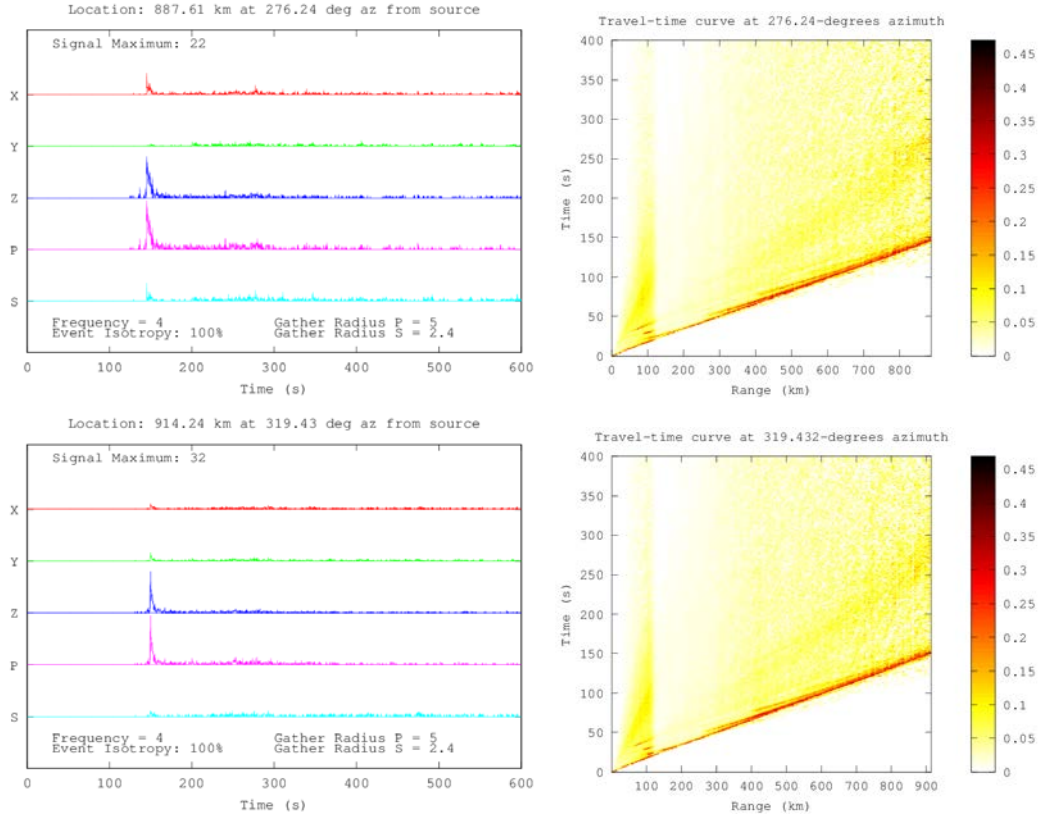 Location: 887.61 km at 276.24 deg az from source
Signal Maximum: 22
X
Y
Z
P
S
Frequency = 4 Gather Radius P = 5
Event Isotropy: 100% Gather Radius S = 2.4
0 100 200 300 400 500 600
Time (s)
Travel-time curve at 276.24-degrees azimuth
400
350
300
250
200
150
100
50
0
Time (s)
0 100 200 300 400 500 600 700 800
Range (km)
0.45
0.4
0.35
0.3
0.25
0.2
0.15
0.1
0.05
0
Location: 914.24 km at 319.43 deg az from source
Signal Maximum: 32
X
Y
Z
P
S
Frequency = 4 Gather Radius P = 5
Event Isotropy: 100% Gather Radius S = 2.4
0 100 200 300 400 500 600
Time (s)
Travel-time curve at 319.432-degrees azimuth
400
350
300
250
200
150
100
50
0
Time (s)
0 100 200 300 400 500 600 700 800 900
Range (km)
0.45
0.4
0.35
0.3
0.25
0.2
0.15
0.1
0.05
0